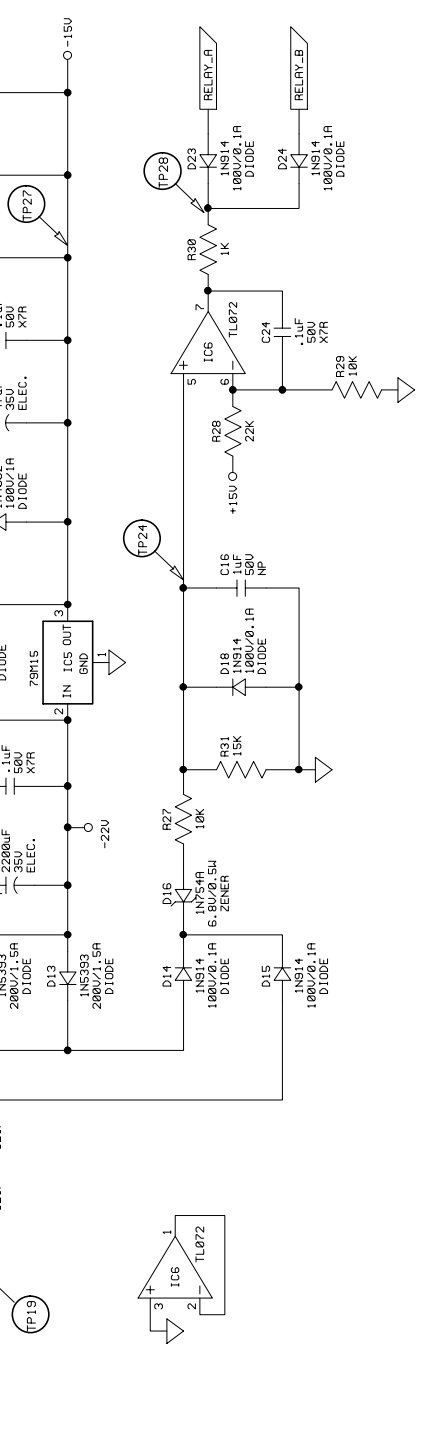 -15V
TP27
.1uF
50V
X7R
35V
ELEC.
100V/1A
DIODE
DIODE
3
79M15
IN IC5 OUT
GND
1
2
.1uF
50V
X7R
-22V
2200uF
35V
ELEC.
1N5393
200V/1.5A
DIODE
D13
1N5393
200V/1.5A
DIODE
RELAY_A
RELAY_B
D23
1N914
100V/0.1A
DIODE
D24
1N914
100V/0.1A
DIODE
TP28
R30
1K
7
IC6
TL072
+
-
5
6
C24
.1uF
50V
X7R
R29
10K
R28
22K
+15V
TP24
C16
1uF
50V
NP
D18
1N914
100V/0.1A
DIODE
R31
15K
R27
10K
D16
1N754A
6.8V/0.5W
ZENER
D14
1N914
100V/0.1A
DIODE
D15
1N914
100V/0.1A
DIODE
1
IC6
TL072
+
-
3
2
TP19